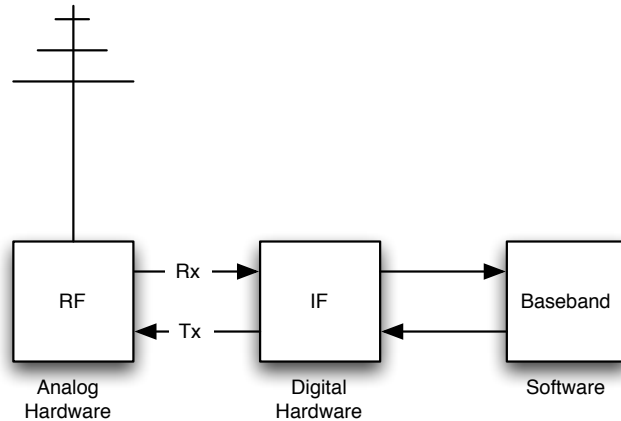 Rx
RF
IF
Baseband
Tx
Analog
Hardware
Digital
Hardware
Software